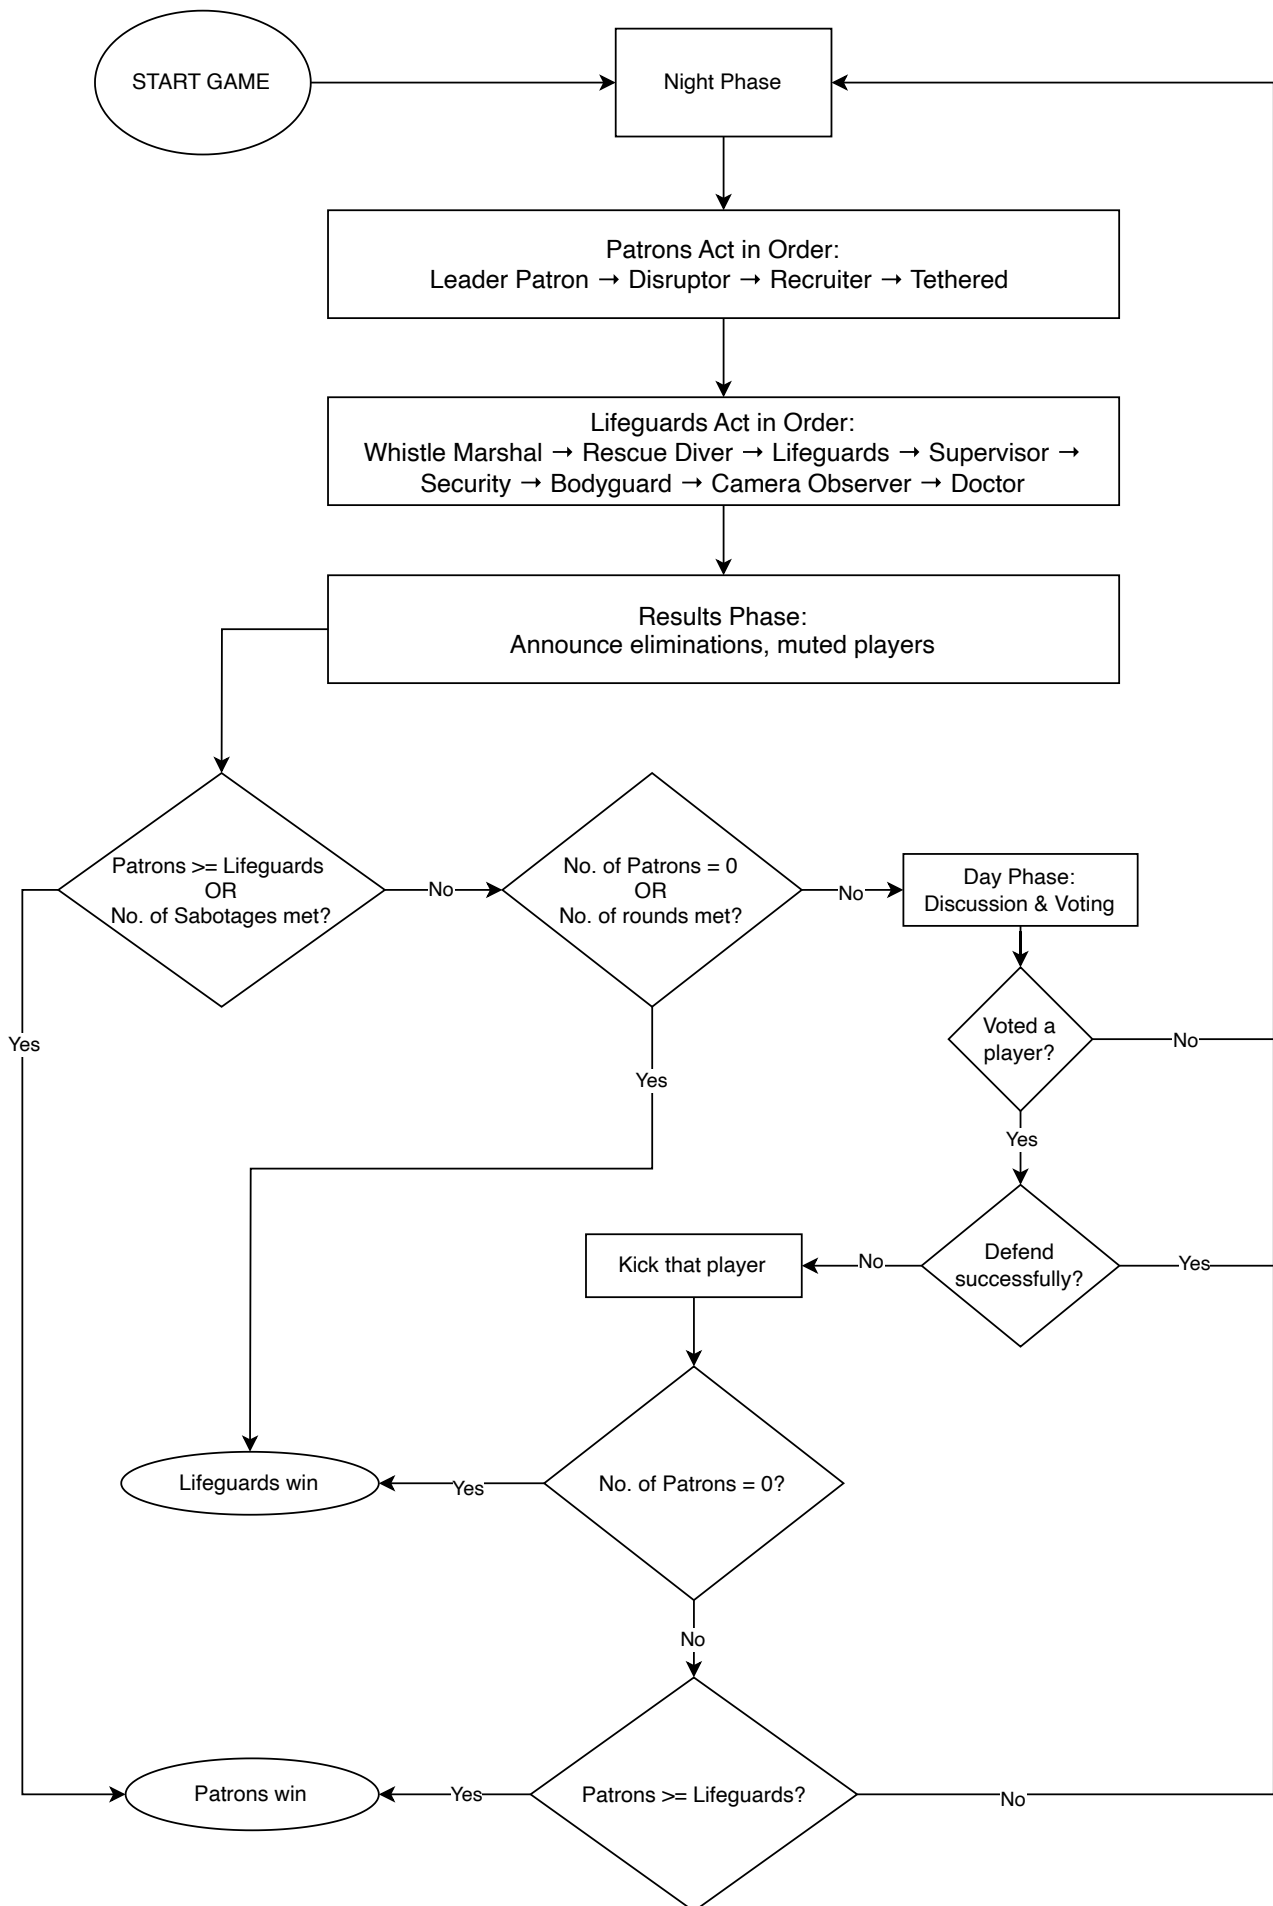 START GAME
Night Phase
Patrons Act in Order:
Leader Patron → Disruptor → Recruiter → Tethered
Lifeguards Act in Order:
Whistle Marshal → Rescue Diver → Lifeguards → Supervisor →
Security → Bodyguard → Camera Observer → Doctor
Results Phase:
Announce eliminations, muted players
Patrons >= Lifeguards
OR
No. of Sabotages met?
No
No. of Patrons = 0
OR
No. of rounds met?
No
Day Phase:
Discussion & Voting
Yes
Yes
Voted a
player?
No
Yes
Defend
successfully?
Yes
No
Kick that player
Lifeguards win
Yes
No. of Patrons = 0?
No
Patrons win
Yes
Patrons >= Lifeguards?
No